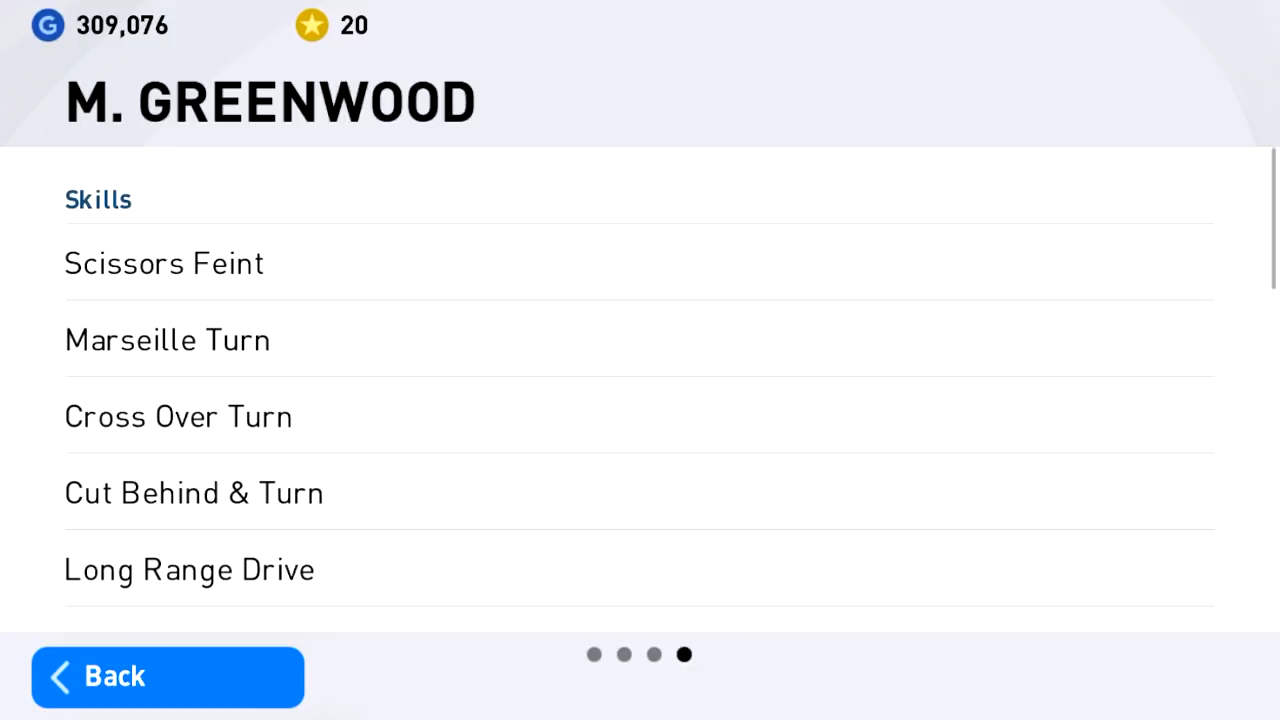 G 309,076 20
M. GREENWOOD
Skills
Scissors Feint
Marseille Turn
Cross Over Turn
Cut Behind & Turn
Long Range Drive
Back